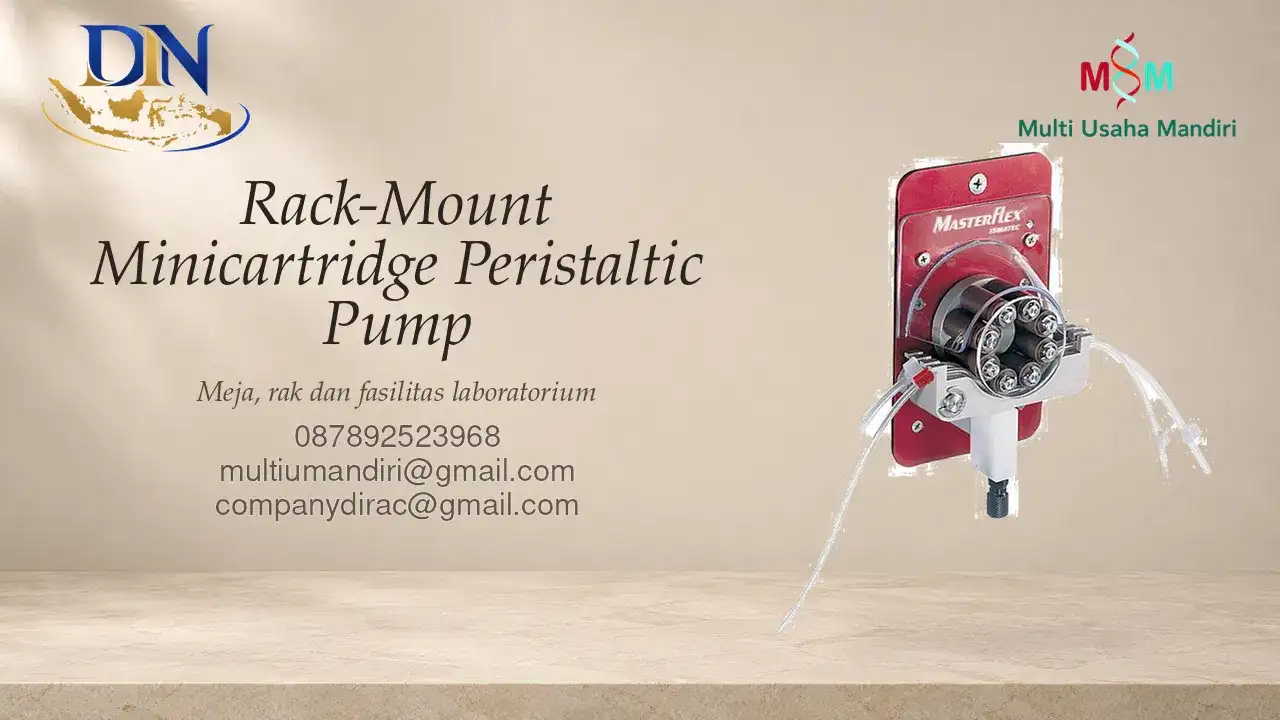 DIN
MSM
Multi Usaha Mandiri
Rack-Mount
Minicartridge Peristaltic
Pump
Meja, rak dan fasilitas laboratorium
087892523968
multiumandiri@gmail.com
companydirac@gmail.com
MASTERFLEX
ISMATEC